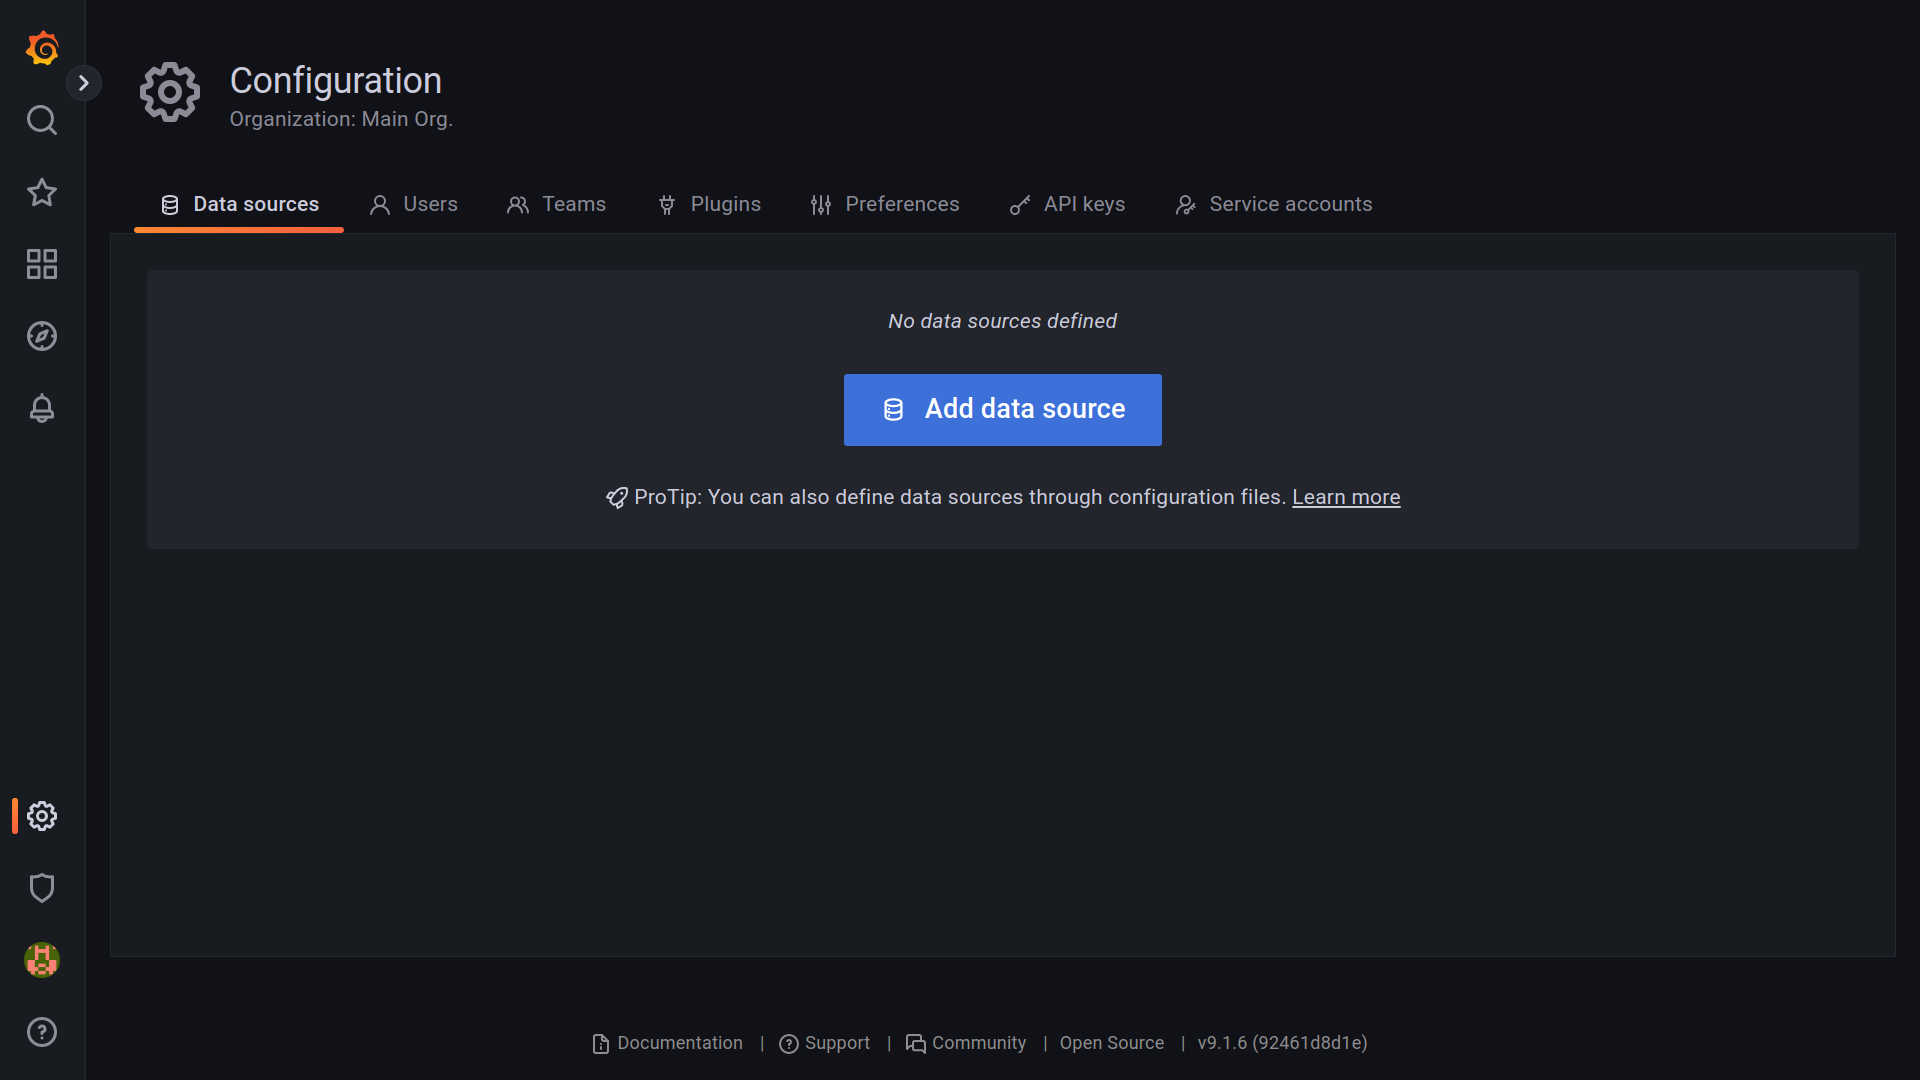 Configuration
Organization: Main Org.
Data sources Users Teams Plugins Preferences API keys Service accounts
No data sources defined
Add data source
ProTip: You can also define data sources through configuration files. Learn more
Documentation | Support | Community | Open Source | v9.1.6 (92461d8d1e)